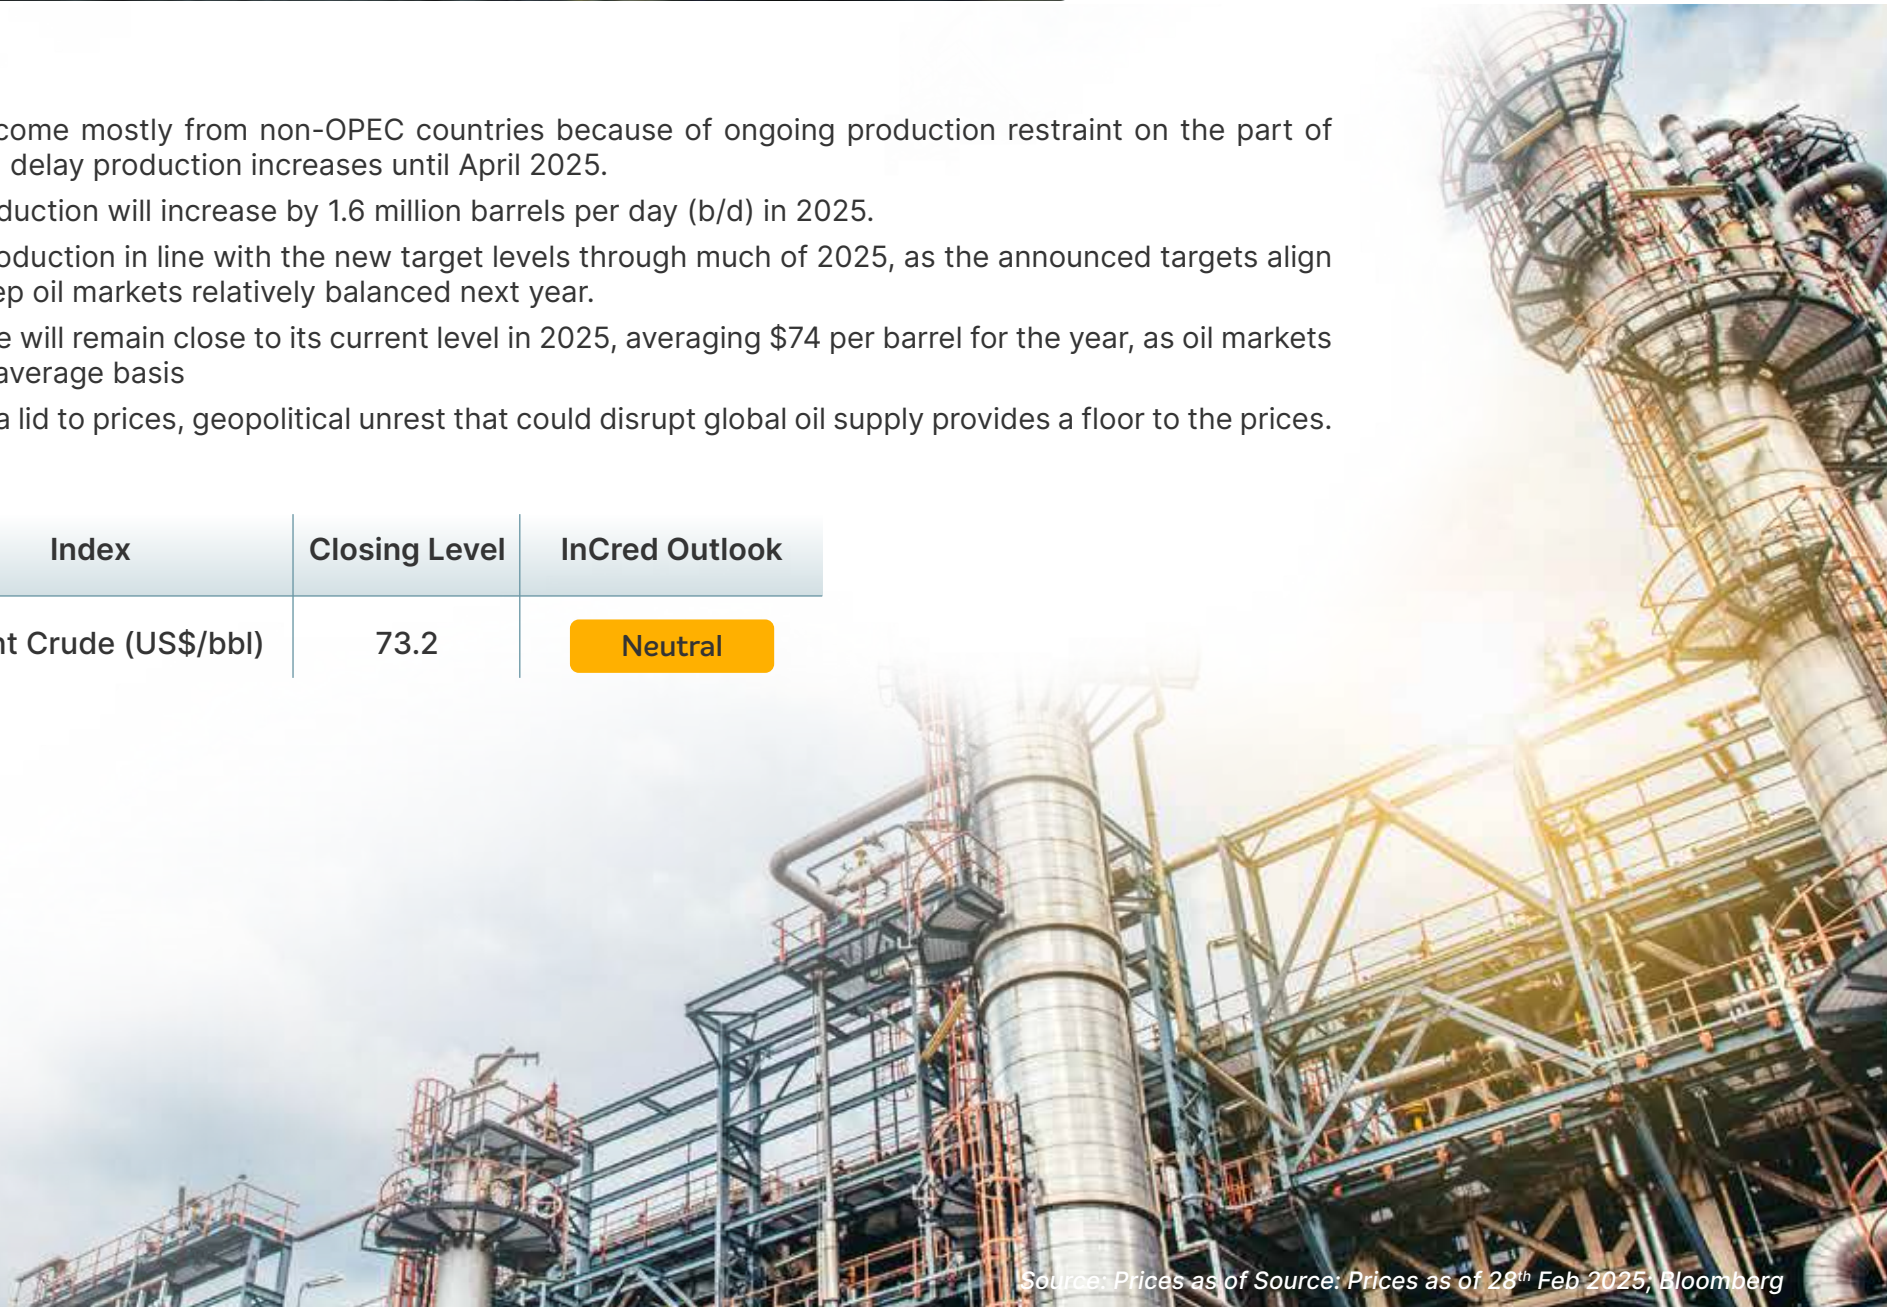 come mostly from non-OPEC countries because of ongoing production restraint on the part of
delay production increases until April 2025.
duction will increase by 1.6 million barrels per day (b/d) in 2025.
oduction in line with the new target levels through much of 2025, as the announced targets align
ep oil markets relatively balanced next year.
e will remain close to its current level in 2025, averaging $74 per barrel for the year, as oil markets
average basis
a lid to prices, geopolitical unrest that could disrupt global oil supply provides a floor to the prices.
Index Closing Level InCred Outlook
nt Crude (US$/bbl) 73.2 Neutral
Source: Prices as of Source: Prices as of 28th Feb 2025; Bloomberg